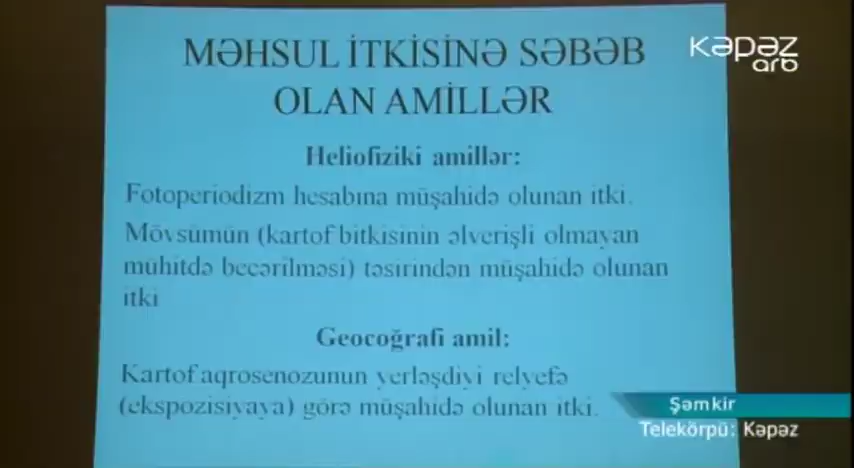 MƏHSUL İTKİSİNƏ SƏBƏB
OLAN AMİLLƏR
Heliofiziki amillər:
Fotoperiodizm hesabına müşahidə olunan itki.
Mövsümün (kartof bitkisinin əlverişli olmayan
mühitdə becərilməsi) təsirindən müşahidə olunan
itki
Geocoğrafi amil:
Kartof aqrosenozunun yerləşdiyi relyefə
(ekspozisiyaya) görə müşahidə olunan itki.
Kəpəz
arb
Şəmkir
Telekörpü: Kəpəz